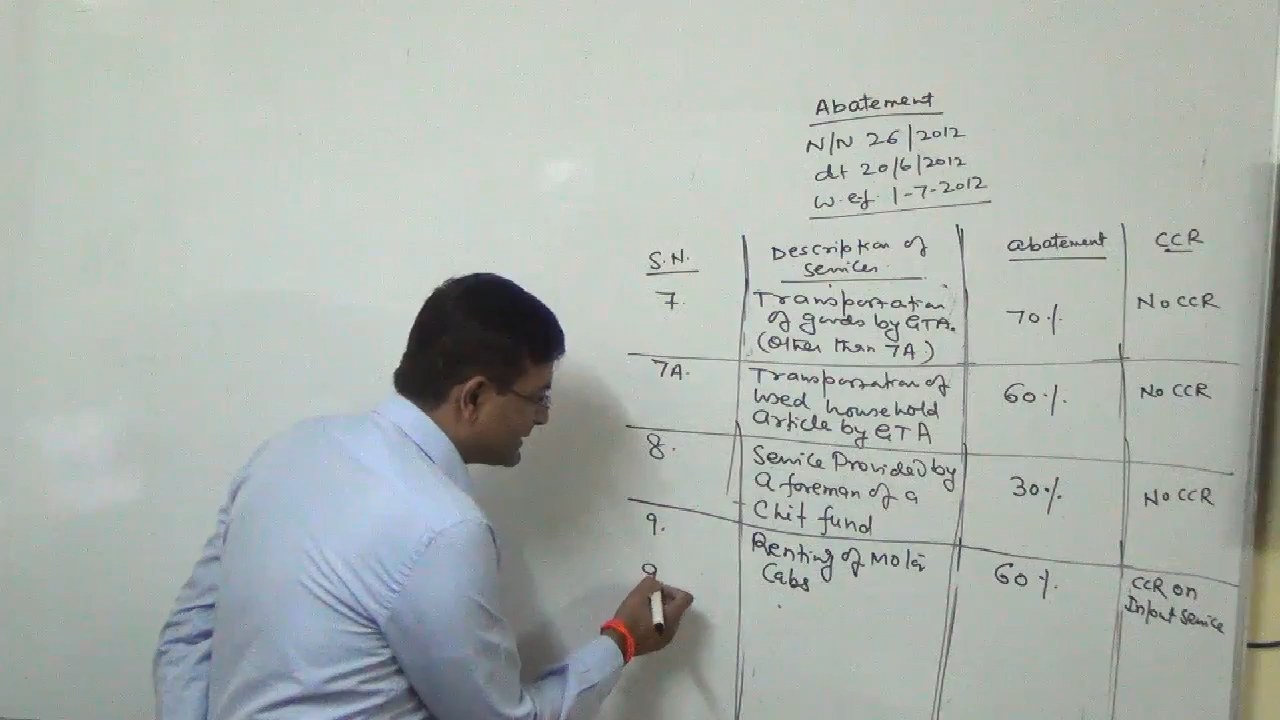 Abatement
N/N 26/2012
dt 20/6/2012
w.e.f. 1-7-2012
S.N.
Description of
services.
abatement
CCR
7.
Transportation
of goods by GTA.
(Other than 7A)
70%
No CCR
7A.
Transportation of
Used household
Article by GTA
60%
No CCR
8.
Service Provided by
A foreman of a
Chit fund
30%
No CCR
9.
Renting of Motor
Cabs
60%
CCR on
Input Service
9